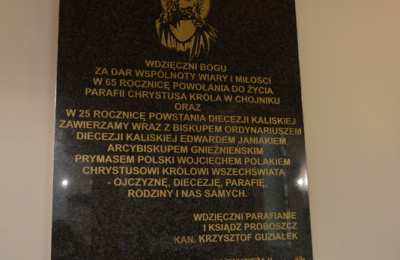 WDZIĘCZNI BOGU
ZA DAR WSPÓLNOTY WIARY I MIŁOŚCI
W 65 ROCZNICĘ POWOŁANIA DO ŻYCIA
PARAFII CHRYSTUSA KRÓLA W CHOJNIKU
ORAZ
W 25 ROCZNICĘ POWSTANIA DIECEZJI KALISKIEJ
ZAWIERZAMY WRAZ Z BISKUPEM ORDYNARIUSZEM
DIECEZJI KALISKIEJ EDWARDEM JANIAKIEM
ARCYBISKUPEM GNIEŹNIEŃSKIM
PRYMASEM POLSKI WOJCIECHEM POLAKIEM
CHRYSTUSOWI KRÓLOWI WSZECHŚWIATA
- OJCZYZNĘ, DIECEZJĘ, PARAFIĘ,
RODZINY I NAS SAMYCH.
WDZIĘCZNI PARAFIANIE
I KSIĄDZ PROBOSZCZ
KAN. KRZYSZTOF GUZIAŁEK